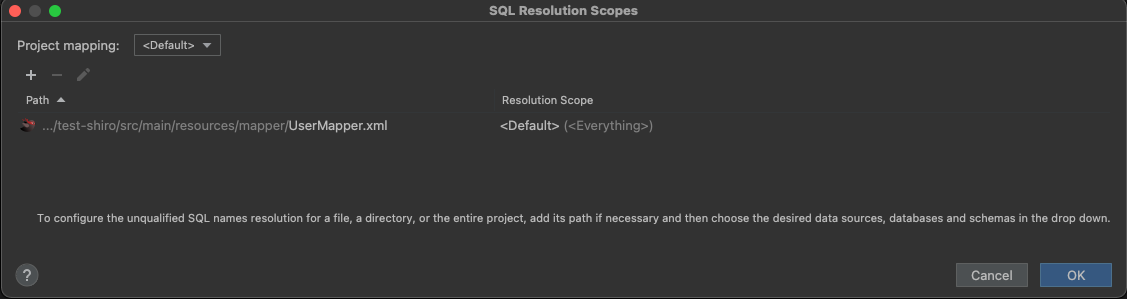 SQL Resolution Scopes
Project mapping: <Default>
Path Resolution Scope
.../test-shiro/src/main/resources/mapper/UserMapper.xml <Default> (<Everything>)
To configure the unqualified SQL names resolution for a file, a directory, or the entire project, add its path if necessary and then choose the desired data sources, databases and schemas in the drop down.
? Cancel OK